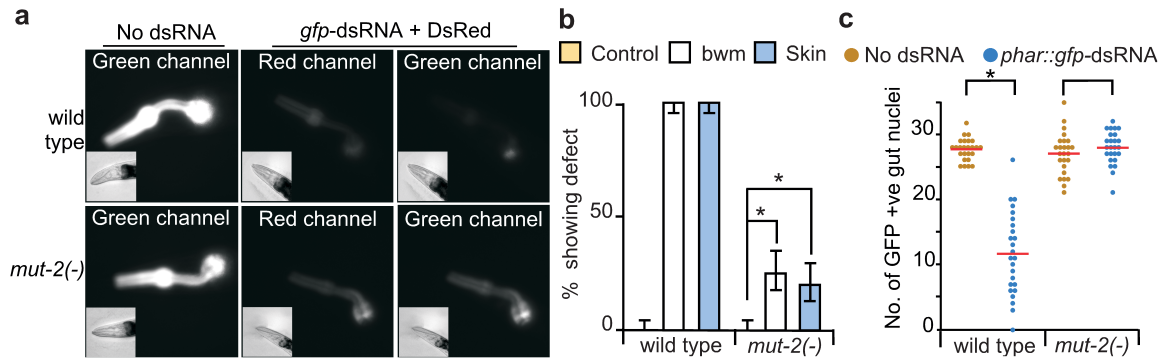 a
No dsRNA
gfp-dsRNA + DsRed
Green channel
Red channel
Green channel
wild type
Green channel
Red channel
Green channel
mut-2(-)
b
Control
bwm
Skin
% showing defect
100
50
0
*
*
wild type
mut-2(-)
c
No dsRNA
phar::gfp-dsRNA
*
No. of GFP +ve gut nuclei
30
20
10
0
wild type
mut-2(-)